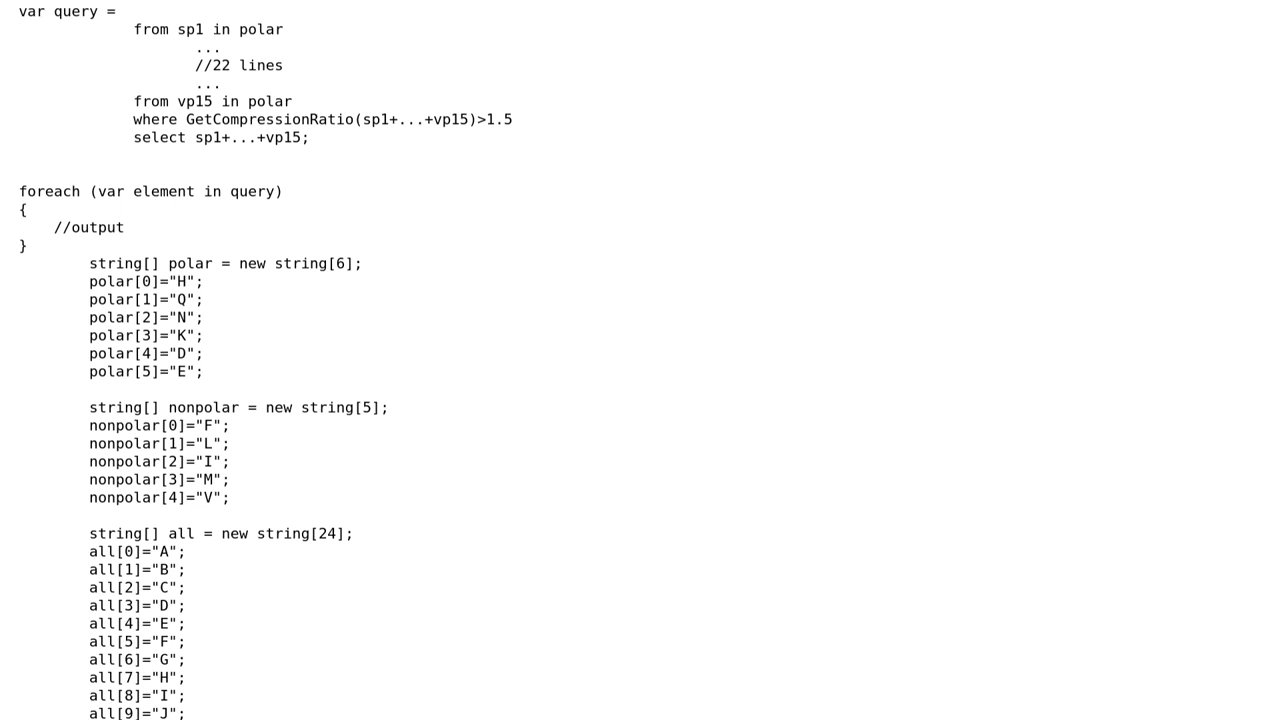 var query =
from sp1 in polar
...
//22 lines
...
from vp15 in polar
where GetCompressionRatio(sp1+...+vp15)>1.5
select sp1+...+vp15;
foreach (var element in query)
{
//output
}
string[] polar = new string[6];
polar[0]="H";
polar[1]="Q";
polar[2]="N";
polar[3]="K";
polar[4]="D";
polar[5]="E";
string[] nonpolar = new string[5];
nonpolar[0]="F";
nonpolar[1]="L";
nonpolar[2]="I";
nonpolar[3]="M";
nonpolar[4]="V";
string[] all = new string[24];
all[0]="A";
all[1]="B";
all[2]="C";
all[3]="D";
all[4]="E";
all[5]="F";
all[6]="G";
all[7]="H";
all[8]="I";
all[9]="J";